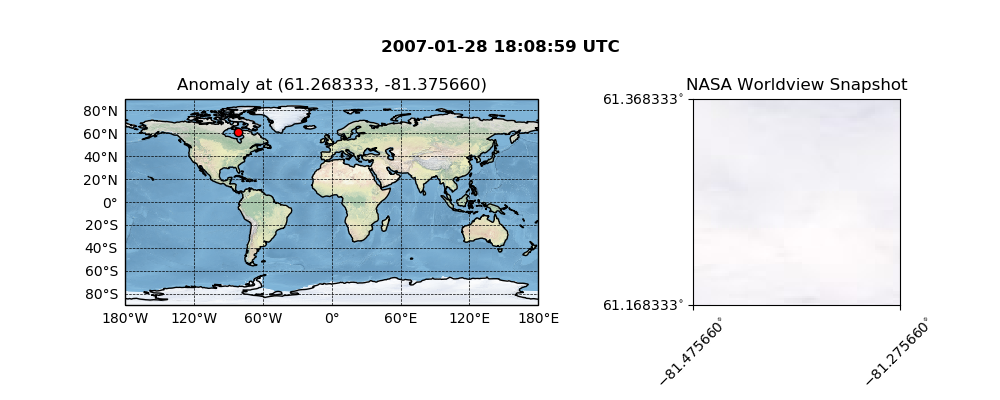 2007-01-28 18:08:59 UTC
Anomaly at (61.268333, -81.375660)
80°N
60°N
40°N
20°N
0°
20°S
40°S
60°S
80°S
180°W 120°W 60°W 0° 60°E 120°E 180°E
NASA Worldview Snapshot
61.368333°
61.168333°
−81.475660°
−81.275660°